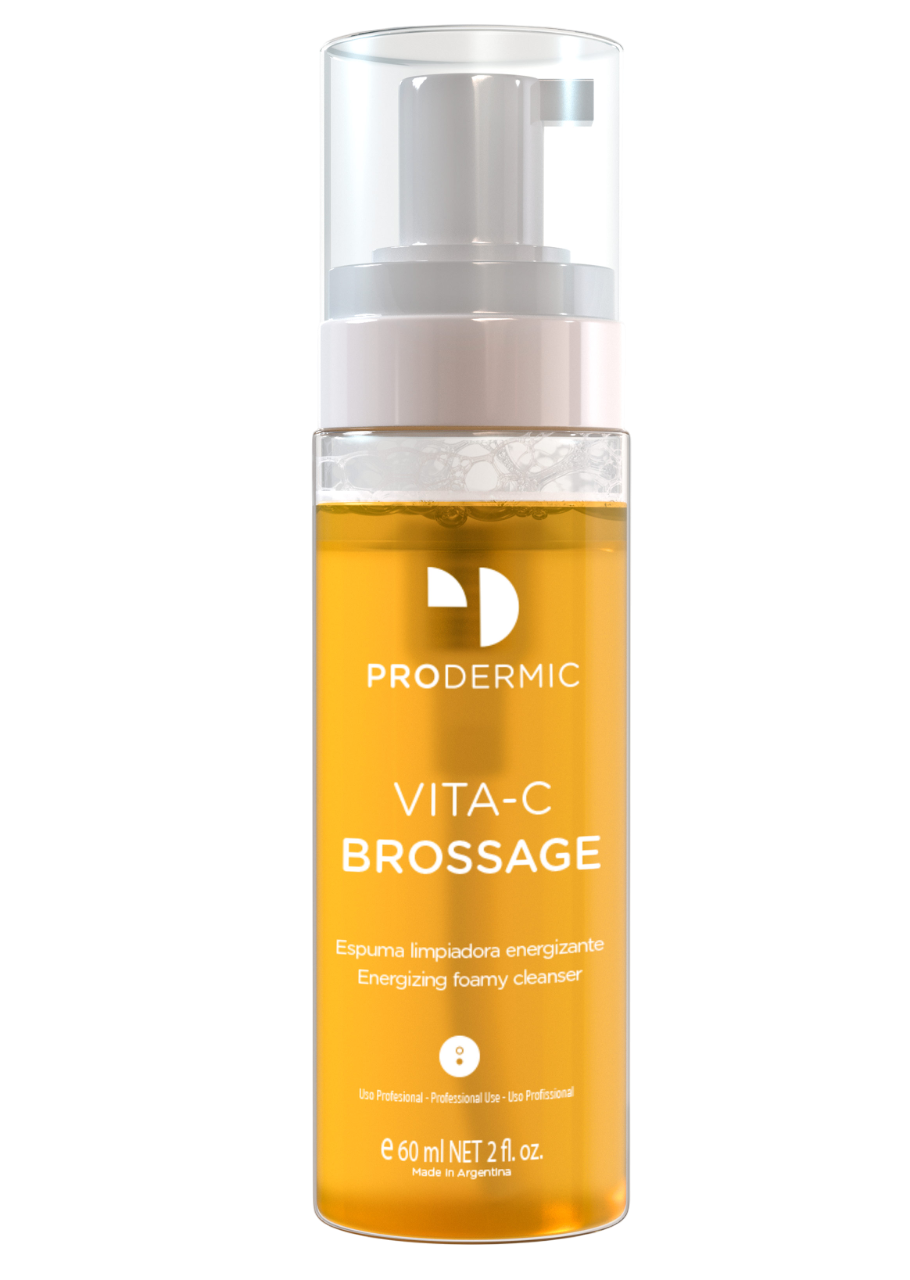 PRODERMIC
VITA-C
BROSSAGE
Espuma limpiadora energizante
Energizing foamy cleanser
Uso Profesional - Professional Use - Uso Profissional
e 60 ml NET 2 fl. oz.
Made in Argentina